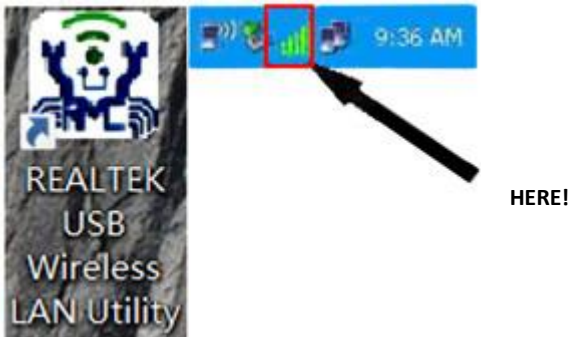 REALTEK
USB
Wireless
LAN Utility
9:36 AM
HERE!